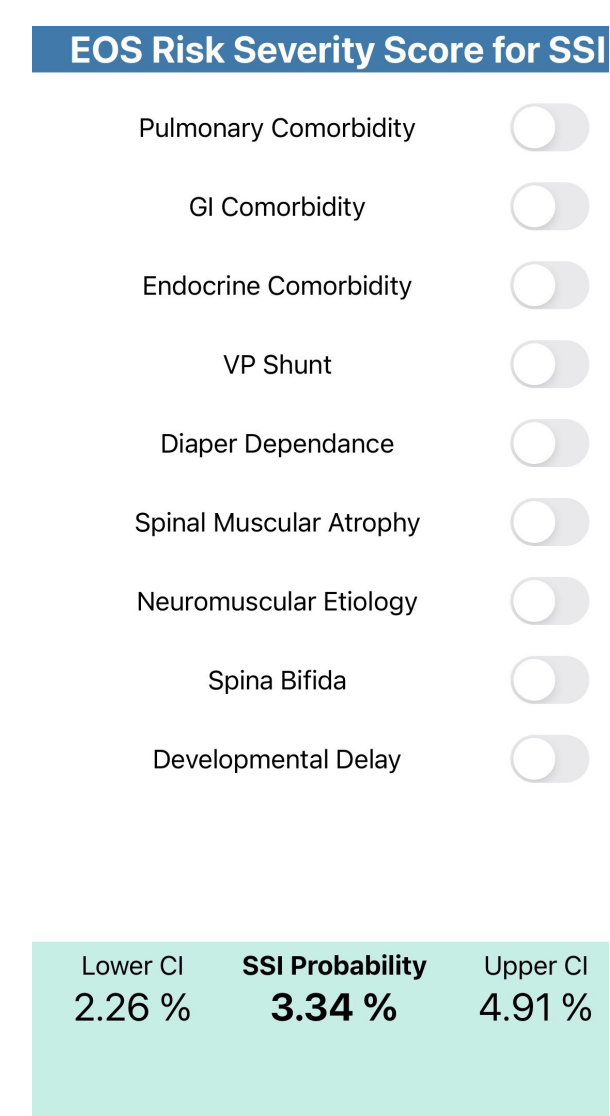 EOS Risk Severity Score for SSI
Pulmonary Comorbidity
GI Comorbidity
Endocrine Comorbidity
VP Shunt
Diaper Dependance
Spinal Muscular Atrophy
Neuromuscular Etiology
Spina Bifida
Developmental Delay
Lower CI SSI Probability Upper CI
2.26 % 3.34 % 4.91 %